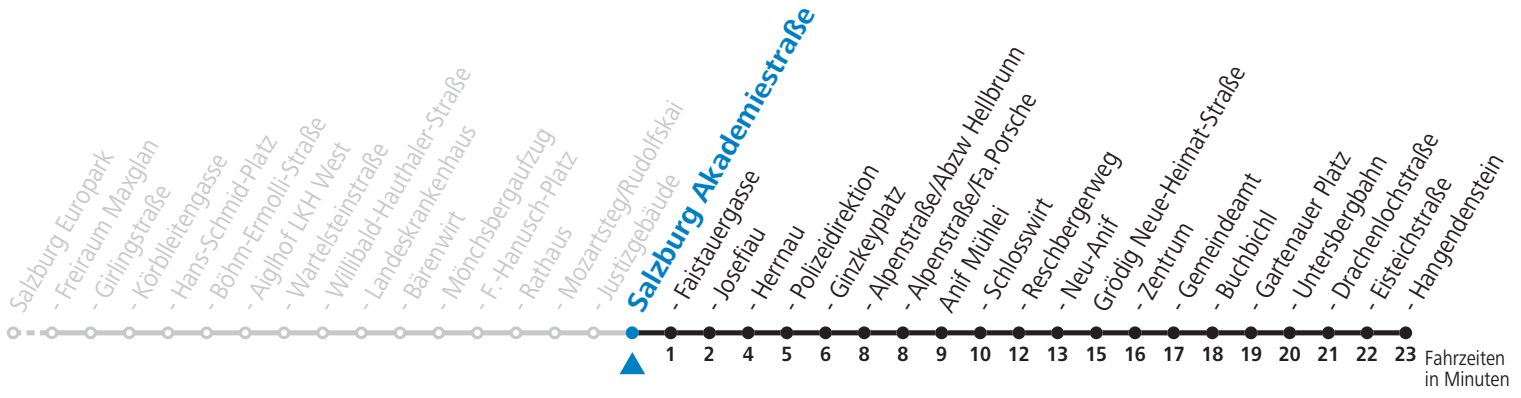 Salzburg Europark
- Freiraum Maxglan
- Girlingstraße
- Körblleitengasse
- Hans-Schmid-Platz
- Böhm-Ermolli-Straße
- Aiglhof LKH West
- Wartelsteinstraße
- Willibald-Hauthaler-Straße
- Landeskrankenhaus
- Bärenwirt
- Mönchsbergaufzug
- F.-Hanusch-Platz
- Rathaus
- Mozartsteg/Rudolfskai
- Justizgebäude
Salzburg Akademiestraße
- Faistauergasse
- Josefiau
- Herrnau
- Polizeidirektion
- Ginzkeyplatz
- Alpenstraße/Abzw Hellbrunn
- Alpenstraße/Fa.Porsche
Anif Mühlei
- Schlosswirt
- Reschbergerweg
- Neu-Anif
Grödig Neue-Heimat-Straße
- Zentrum
- Gemeindeamt
- Buchbichl
- Gartenauer Platz
- Untersbergbahn
- Drachenlochstraße
- Eisteichstraße
- Hangendenstein
1 2 4 5 6 8 8 9 10 12 13 15 16 17 18 19 20 21 22 23
Fahrzeiten
in Minuten